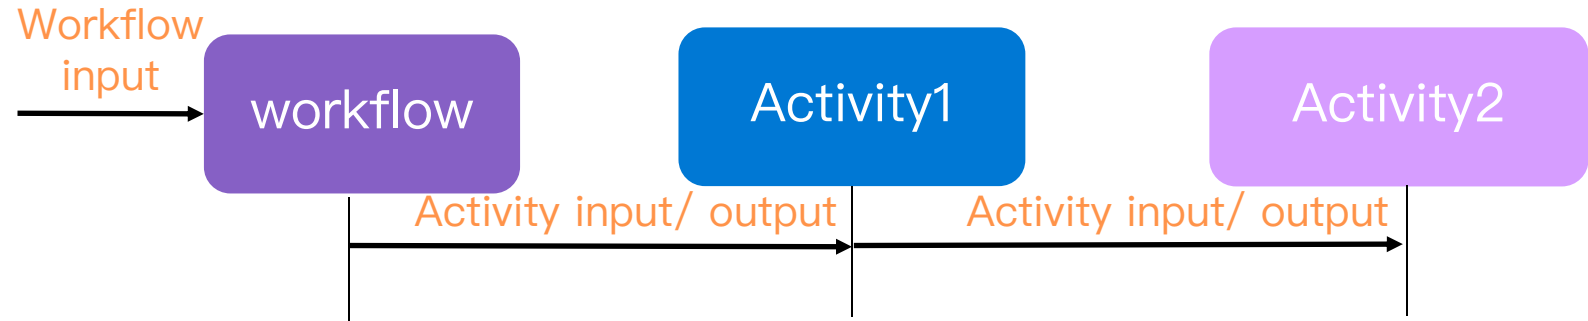 Workflow
input
workflow
Activity1
Activity2
Activity input/ output
Activity input/ output